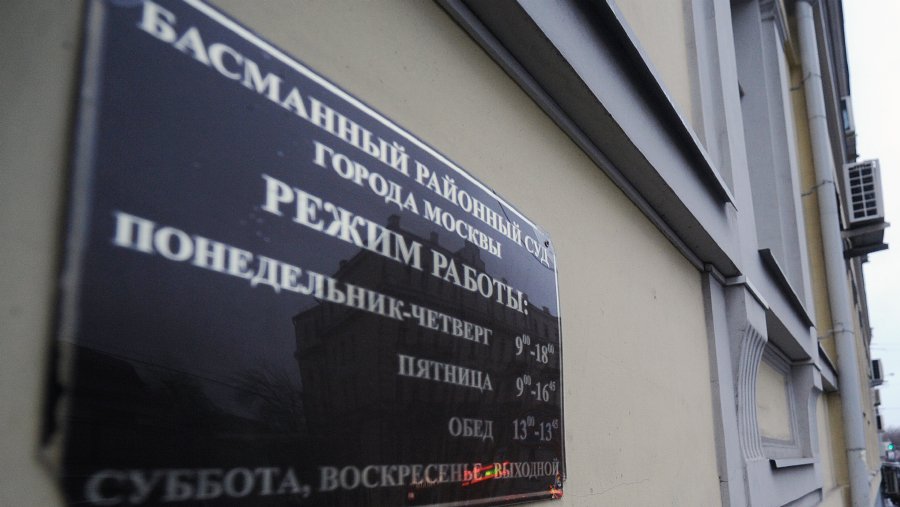 БАСМАННЫЙ РАЙОННЫЙ СУД
ГОРОДА МОСКВЫ
РЕЖИМ РАБОТЫ:
ПОНЕДЕЛЬНИК-ЧЕТВЕРГ 9⁰⁰-18⁰⁰
ПЯТНИЦА 9⁰⁰-16⁴⁵
ОБЕД 13⁰⁰-13⁴⁵
СУББОТА, ВОСКРЕСЕНЬЕ - ВЫХОДНОЙ